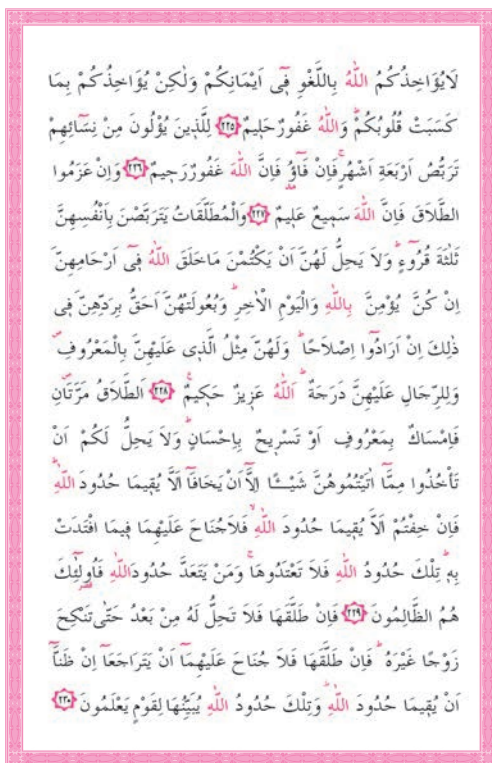 لَايُؤَاخِذُكُمُ اللّٰهُ بِاللَّغْوِ فٖٓى اَيْمَانِكُمْ وَلٰكِنْ يُؤَاخِذُكُمْ بِمَا
كَسَبَتْ قُلُوبُكُمْۜ وَاللّٰهُ غَفُورٌ حَلٖيمٌ ﴿٢٢٥﴾ لِلَّذٖينَ يُؤْلُونَ مِنْ نِسَٓائِهِمْ
تَرَبُّصُ اَرْبَعَةِ اَشْهُرٍۚ فَاِنْ فَٓاؤُ فَاِنَّ اللّٰهَ غَفُورٌ رَحٖيمٌ ﴿٢٢٦﴾ وَاِنْ عَزَمُوا
الطَّلَاقَ فَاِنَّ اللّٰهَ سَمٖيعٌ عَلٖيمٌ ﴿٢٢٧﴾ وَالْمُطَلَّقَاتُ يَتَرَبَّصْنَ بِاَنْفُسِهِنَّ
ثَلٰثَةَ قُرُٓوءٍۜ وَلَا يَحِلُّ لَهُنَّ اَنْ يَكْتُمْنَ مَاخَلَقَ اللّٰهُ فٖٓى اَرْحَامِهِنَّ
اِنْ كُنَّ يُؤْمِنَّ بِاللّٰهِ وَالْيَوْمِ الْاٰخِرِۜ وَبُعُولَتُهُنَّ اَحَقُّ بِرَدِّهِنَّ فٖى
ذٰلِكَ اِنْ اَرَادُٓوا اِصْلَاحًاۜ وَلَهُنَّ مِثْلُ الَّذٖى عَلَيْهِنَّ بِالْمَعْرُوفِۖ
وَلِلرِّجَالِ عَلَيْهِنَّ دَرَجَةٌۜ اَللّٰهُ عَزٖيزٌ حَكٖيمٌ ﴿٢٢٨﴾ اَلطَّلَاقُ مَرَّتَانِۖ
فَاِمْسَاكٌ بِمَعْرُوفٍ اَوْ تَسْرٖيحٌ بِاِحْسَانٍۜ وَلَا يَحِلُّ لَكُمْ اَنْ
تَأْخُذُوا مِمَّٓا اٰتَيْتُمُوهُنَّ شَيْـًٔا اِلَّٓا اَنْ يَخَافَٓا اَلَّا يُقٖيمَا حُدُودَ اللّٰهِۜ
فَاِنْ خِفْتُمْ اَلَّا يُقٖيمَا حُدُودَ اللّٰهِۙ فَلَاجُنَاحَ عَلَيْهِمَا فٖيمَا افْتَدَتْ
بِهٖۜ تِلْكَ حُدُودُ اللّٰهِ فَلَا تَعْتَدُوهَاۚ وَمَنْ يَتَعَدَّ حُدُودَاللّٰهِ فَاُولٰٓئِكَ
هُمُ الظَّالِمُونَ ﴿٢٢٩﴾ فَاِنْ طَلَّقَهَا فَلَا تَحِلُّ لَهُ مِنْ بَعْدُ حَتّٰى تَنْكِحَ
زَوْجًا غَيْرَهُۜ فَاِنْ طَلَّقَهَا فَلَا جُنَاحَ عَلَيْهِمَٓا اَنْ يَتَرَاجَعَٓا اِنْ ظَنَّٓا
اَنْ يُقٖيمَا حُدُودَ اللّٰهِۜ وَتِلْكَ حُدُودُ اللّٰهِ يُبَيِّنُهَا لِقَوْمٍ يَعْلَمُونَ ﴿٢٣٠﴾